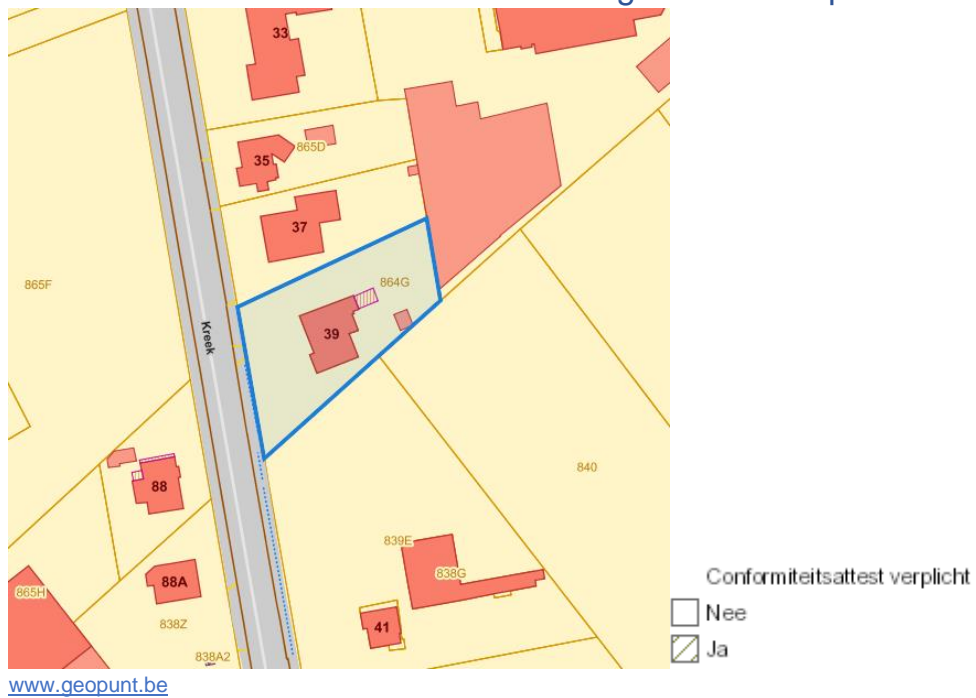 33
35
865D
37
865F
864G
Kreek
39
88
840
839E
838G
865H
88A
838Z
41
838A2
Conformiteitsattest verplicht
Nee
Ja
www.geopunt.be